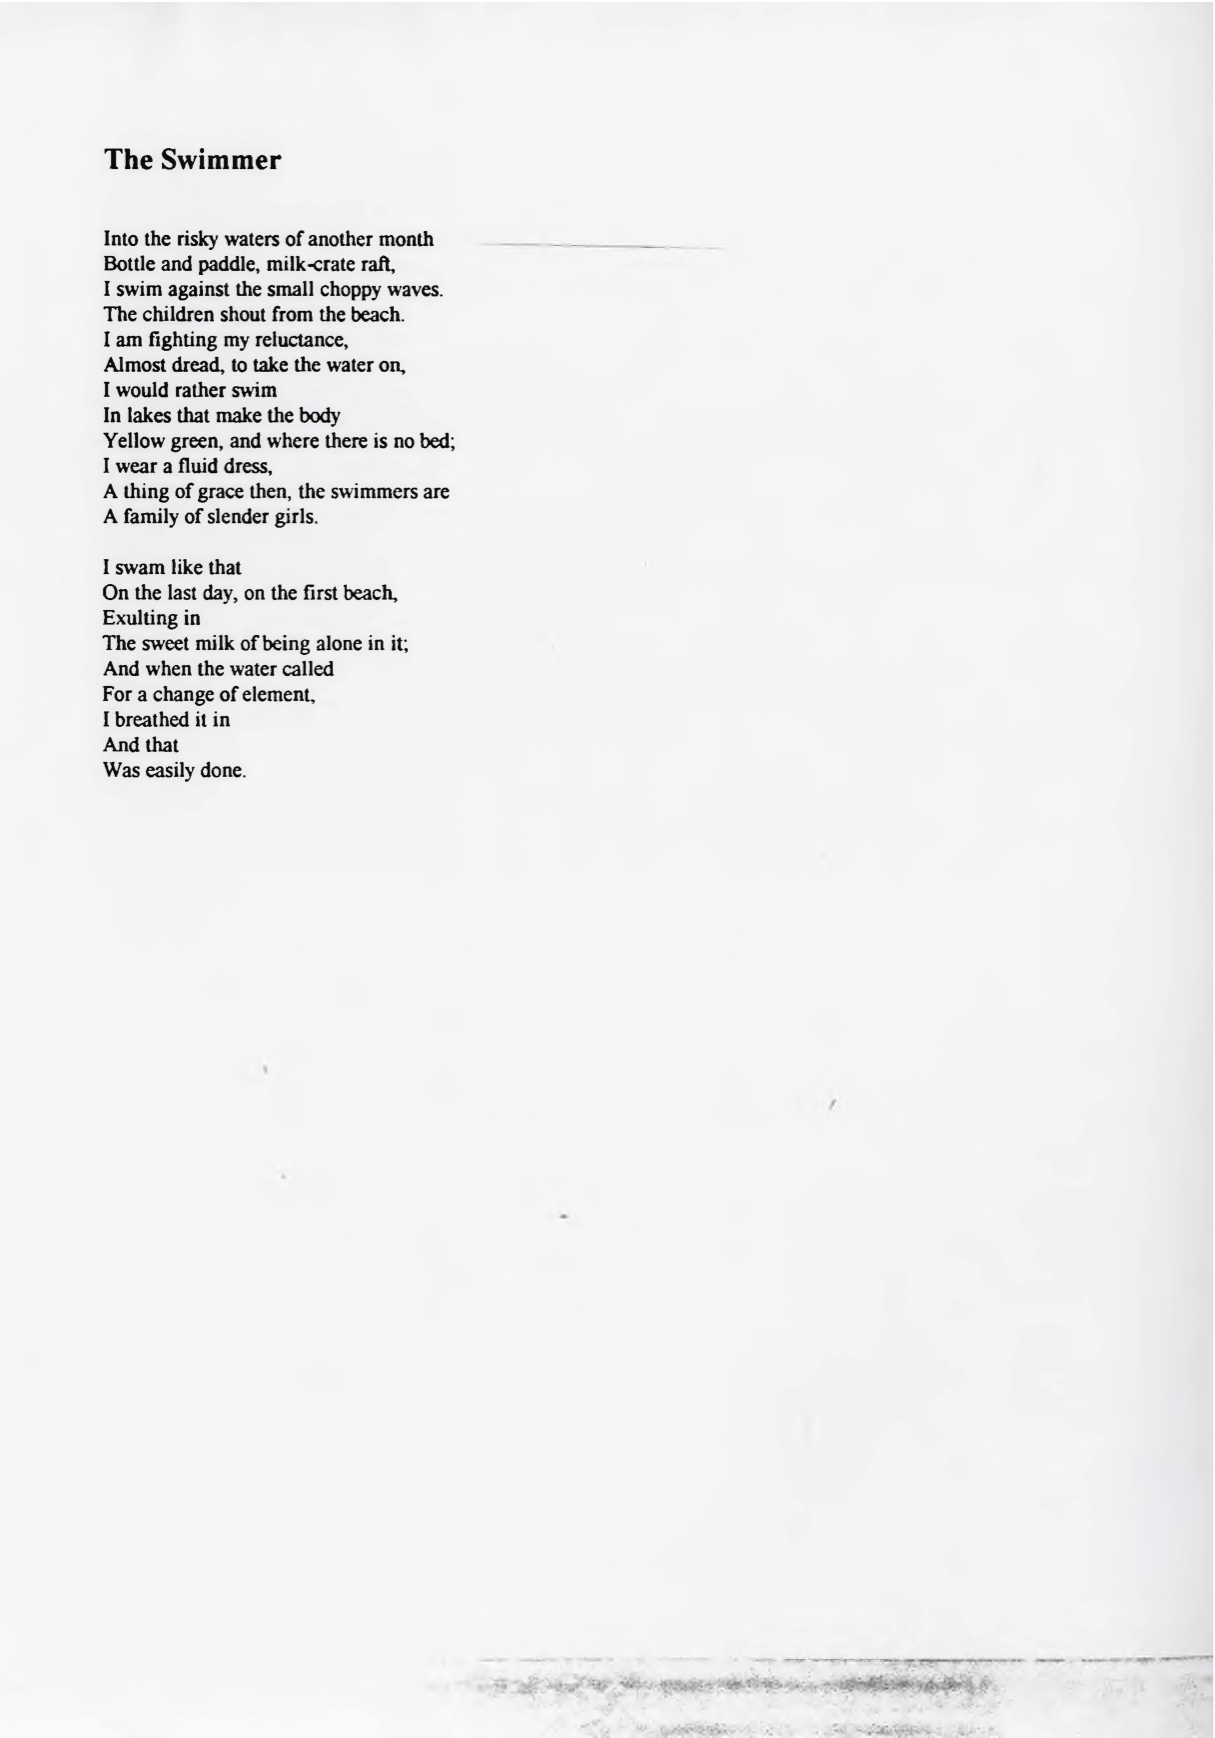 The Swimmer
Into the risky waters of another month
Bottle and paddle, milk-crate raft,
I swim against the small choppy waves.
The children shout from the beach.
I am fighting my reluctance,
Almost dread, to take the water on,
I would rather swim
In lakes that make the body
Yellow green, and where there is no bed;
I wear a fluid dress,
A thing of grace then, the swimmers are
A family of slender girls.
I swam like that
On the last day, on the first beach,
Exulting in
The sweet milk of being alone in it;
And when the water called
For a change of element,
I breathed it in
And that
Was easily done.